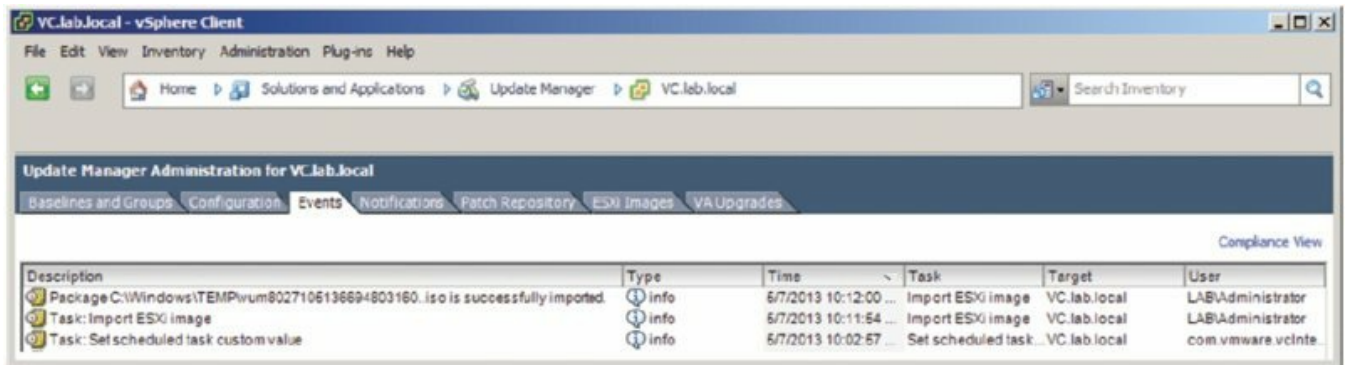 VC.lab.local - vSphere Client
File Edit View Inventory Administration Plug-ins Help
Home Solutions and Applications Update Manager VC.lab.local Search Inventory
Update Manager Administration for VC.lab.local
Baselines and Groups Configuration Events Notifications Patch Repository ESXi Images VA Upgrades
Compliance View
Description Type Time Task Target User
Package C:\Windows\TEMP\vum8027106136694803160..iso is successfully imported. info 6/7/2013 10:12:00 ... Import ESXi image VC.lab.local LAB\Administrator
Task: Import ESXi image info 6/7/2013 10:11:54 ... Import ESXi image VC.lab.local LAB\Administrator
Task: Set scheduled task custom value info 6/7/2013 10:02:57 ... Set scheduled task... VC.lab.local com.vmware.vcInte...